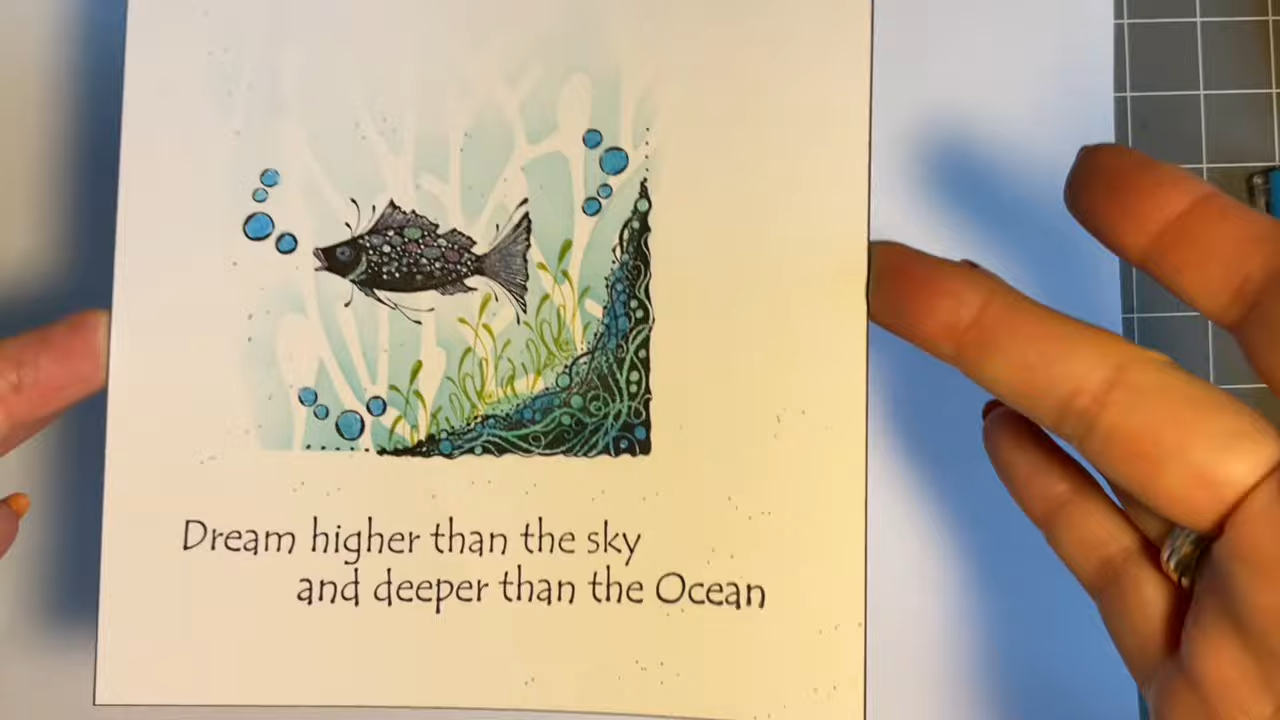 Dream higher than the sky
and deeper than the Ocean